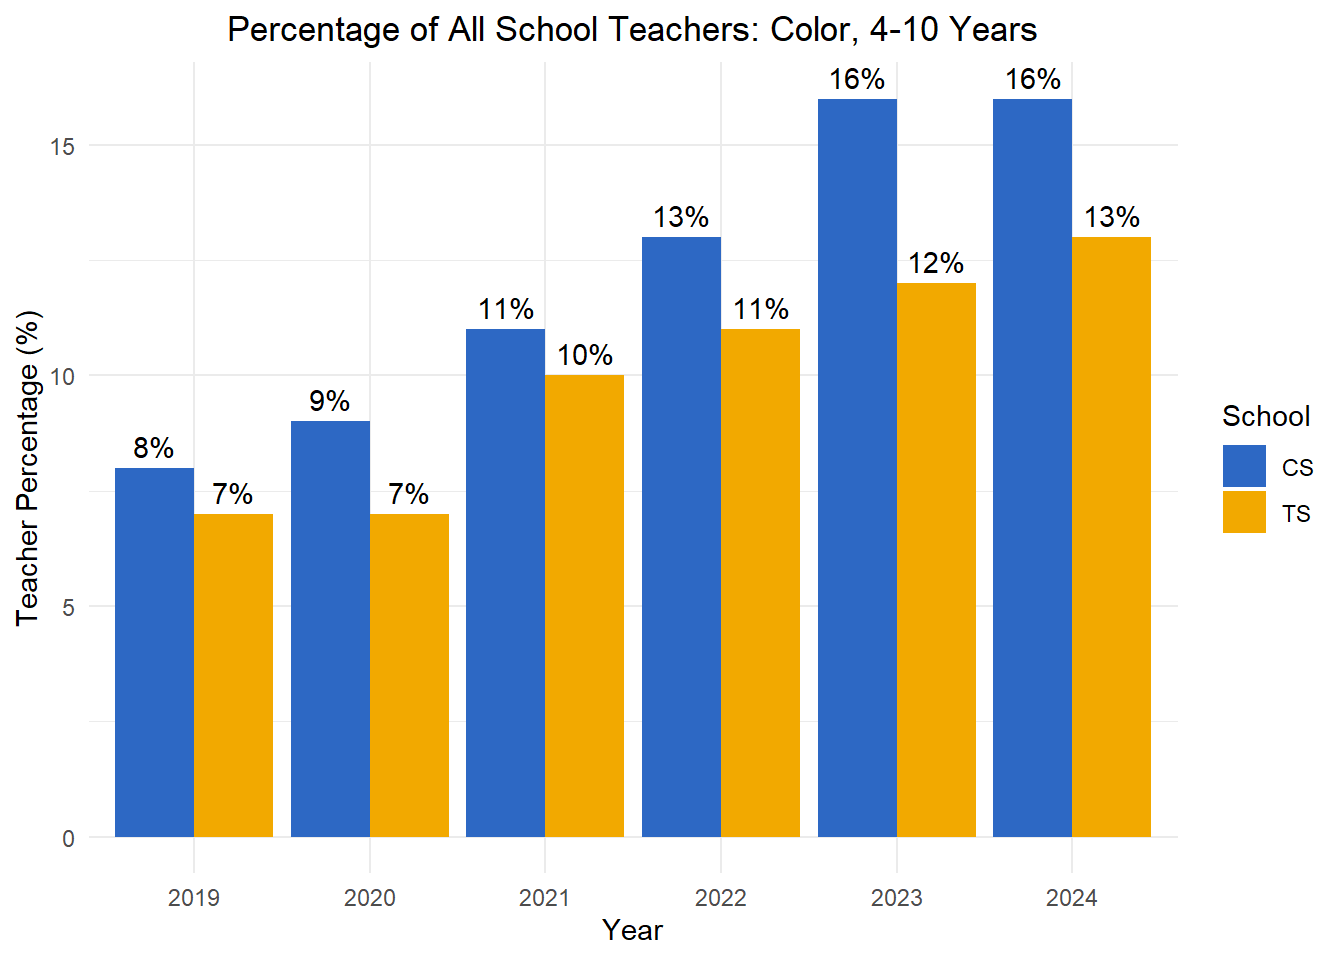 Percentage of All School Teachers: Color, 4-10 Years
16% 16%
15
13% 13%
12%
11% 11%
10%
10
9%
8%
7% 7%
5
0
Teacher Percentage (%)
2019 2020 2021 2022 2023 2024
Year
School
CS
TS